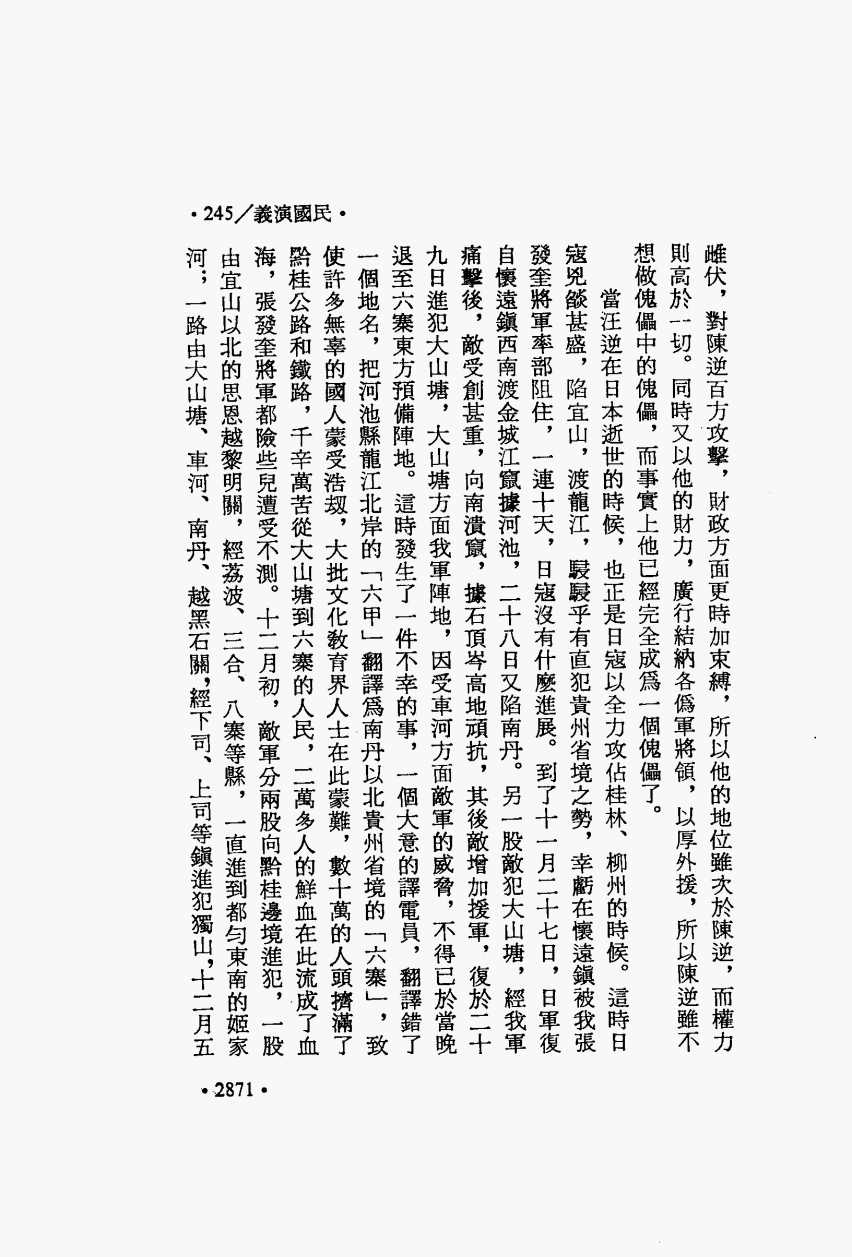 •245/義演國民•
雌伏，對陳逆百方攻擊，財政方面更時加束縛，所以他的地位雖次於陳逆，而權力
則高於一切。同時又以他的財力，廣行結納各僞軍將領，以厚外援，所以陳逆雖不
想做傀儡中的傀儡，而事實上他已經完全成爲一個傀儡了。
當汪逆在日本逝世的時候，也正是日寇以全力攻佔桂林、柳州的時候。這時日
寇兇燄甚盛，陷宜山，渡龍江，駸駸乎有直犯貴州省境之勢，幸虧在懷遠鎭被我張
發奎將軍率部阻住，一連十天，日寇沒有什麼進展。到了十一月二十七日，日軍復
自懷遠鎭西南渡金城江竄據河池，二十八日又陷南丹。另一股敵犯大山塘，經我軍
痛擊後，敵受創甚重，向南潰竄，據石頂岑高地頑抗，其後敵增加援軍，復於二十
九日進犯大山塘，大山塘方面我軍陣地，因受車河方面敵軍的威脅，不得已於當晚
退至六寨東方預備陣地。這時發生了一件不幸的事，一個大意的譯電員，翻譯錯了
一個地名，把河池縣龍江北岸的「六甲」翻譯爲南丹以北貴州省境的「六寨」，致
使許多無辜的國人蒙受浩刼，大批文化敎育界人士在此蒙難，數十萬的人頭擠滿了
黔桂公路和鐵路，千辛萬苦從大山塘到六寨的人民，二萬多人的鮮血在此流成了血
海，張發奎將軍都險些兒遭受不測。十二月初，敵軍分兩股向黔桂邊境進犯，一股
由宜山以北的思恩越黎明關，經荔波、三合、八寨等縣，一直進到都勻東南的姬家
河；一路由大山塘、車河、南丹、越黑石關，經下司、上司等鎭進犯獨山，十二月五
•2871•